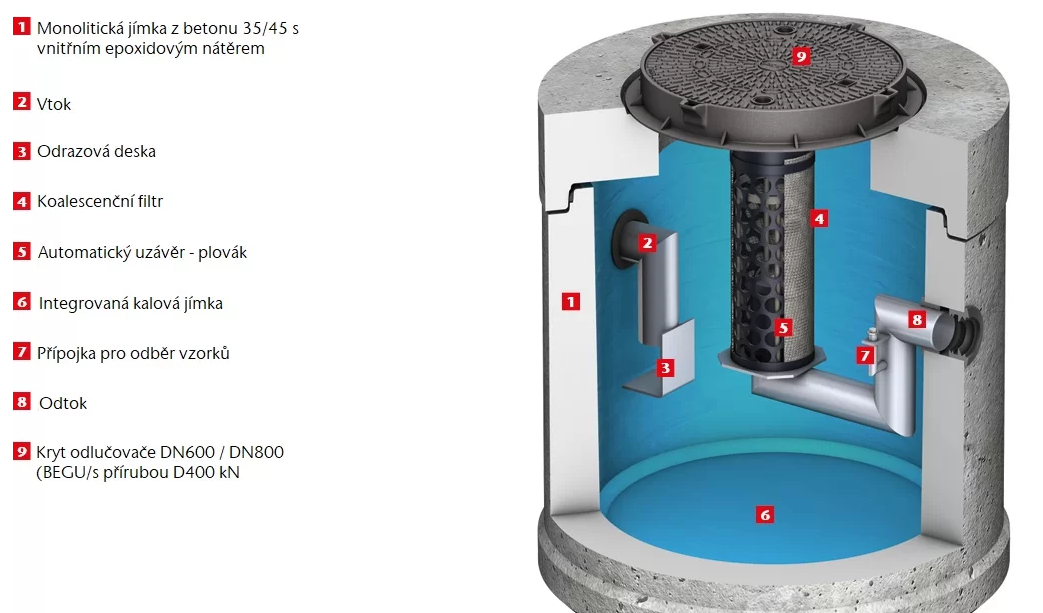 1 Monolitická jímka z betonu 35/45 s
vnitřním epoxidovým nátěrem
2 Vtok
3 Odrazová deska
4 Koalescenční filtr
5 Automatický uzávěr - plovák
6 Integrovaná kalová jímka
7 Přípojka pro odběr vzorků
8 Odtok
9 Kryt odlučovače DN600 / DN800
(BEGU/s přírubou D400 kN
9
4
2
1
8
5
7
3
6